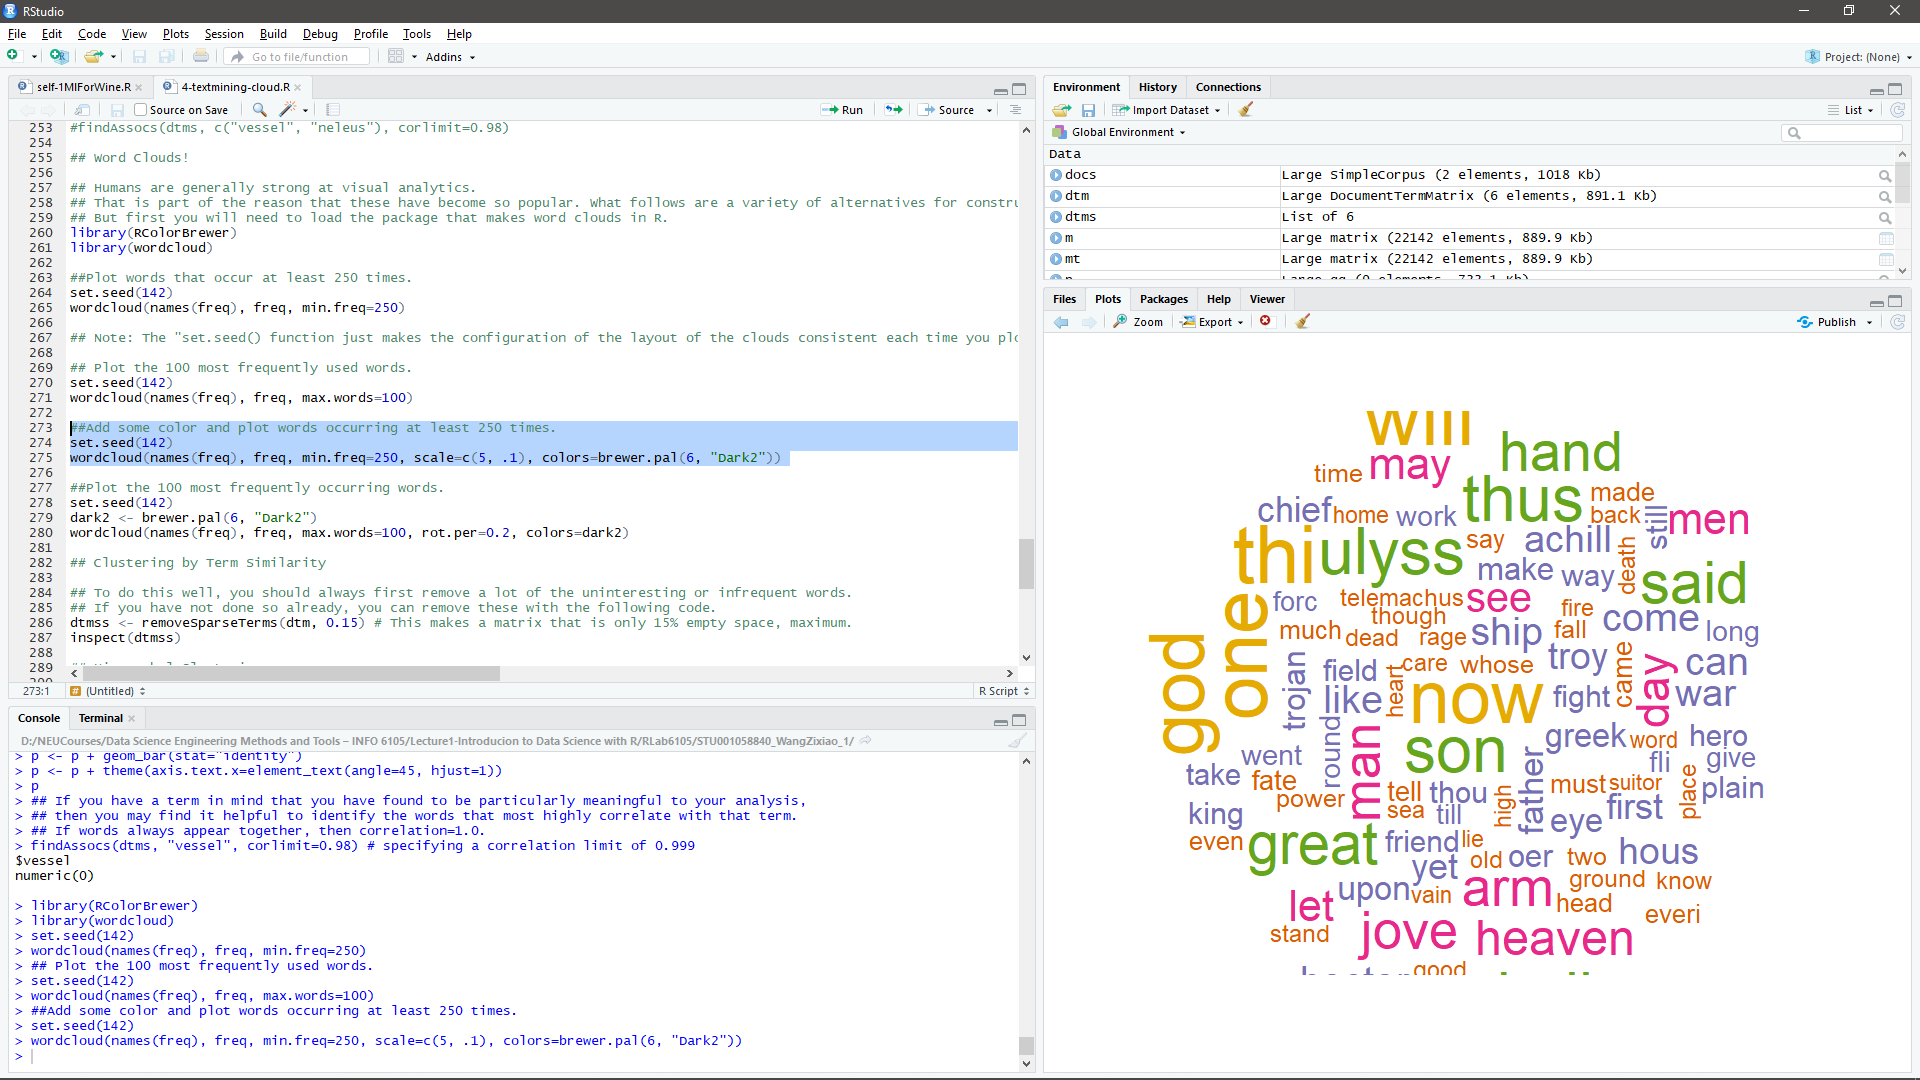 RStudio
File Edit Code View Plots Session Build Debug Profile Tools Help
Go to file/function Addins Project: (None)
self-1MIForWine.R 4-textmining-cloud.R
Source on Save Run Source
253 #findAssocs(dtms, c("vessel", "neleus"), corlimit=0.98)
254
255 ## Word Clouds!
256
257 ## Humans are generally strong at visual analytics.
258 ## That is part of the reason that these have become so popular. What follows are a variety of alternatives for constru
259 ## But first you will need to load the package that makes word clouds in R.
260 library(RColorBrewer)
261 library(wordcloud)
262
263 ##Plot words that occur at least 250 times.
264 set.seed(142)
265 wordcloud(names(freq), freq, min.freq=250)
266
267 ## Note: The "set.seed() function just makes the configuration of the layout of the clouds consistent each time you plo
268
269 ## Plot the 100 most frequently used words.
270 set.seed(142)
271 wordcloud(names(freq), freq, max.words=100)
272
273 ##Add some color and plot words occurring at least 250 times.
274 set.seed(142)
275 wordcloud(names(freq), freq, min.freq=250, scale=c(5, .1), colors=brewer.pal(6, "Dark2"))
276
277 ##Plot the 100 most frequently occurring words.
278 set.seed(142)
279 dark2 <- brewer.pal(6, "Dark2")
280 wordcloud(names(freq), freq, max.words=100, rot.per=0.2, colors=dark2)
281
282 ## Clustering by Term Similarity
283
284 ## To do this well, you should always first remove a lot of the uninteresting or infrequent words.
285 ## If you have not done so already, you can remove these with the following code.
286 dtmss <- removeSparseTerms(dtm, 0.15) # This makes a matrix that is only 15% empty space, maximum.
287 inspect(dtmss)
288
289
273:1 (Untitled) R Script
Console Terminal
D:/NEUCourses/Data Science Engineering Methods and Tools – INFO 6105/Lecture1-Introducion to Data Science with R/RLab6105/STU001058840_WangZixiao_1/
> p <- p + geom_bar(stat="identity")
> p <- p + theme(axis.text.x=element_text(angle=45, hjust=1))
> p
> ## If you have a term in mind that you have found to be particularly meaningful to your analysis,
> ## then you may find it helpful to identify the words that most highly correlate with that term.
> ## If words always appear together, then correlation=1.0.
> findAssocs(dtms, "vessel", corlimit=0.98) # specifying a correlation limit of 0.999
$vessel
numeric(0)
> library(RColorBrewer)
> library(wordcloud)
> set.seed(142)
> wordcloud(names(freq), freq, min.freq=250)
> ## Plot the 100 most frequently used words.
> set.seed(142)
> wordcloud(names(freq), freq, max.words=100)
> ##Add some color and plot words occurring at least 250 times.
> set.seed(142)
> wordcloud(names(freq), freq, min.freq=250, scale=c(5, .1), colors=brewer.pal(6, "Dark2"))
>
Environment History Connections
Import Dataset List
Global Environment
Data
docs Large SimpleCorpus (2 elements, 1018 Kb)
dtm Large DocumentTermMatrix (6 elements, 891.1 Kb)
dtms List of 6
m Large matrix (22142 elements, 889.9 Kb)
mt Large matrix (22142 elements, 889.9 Kb)
p Large gg (9 elements, 733.1 Kb)
Files Plots Packages Help Viewer
Zoom Export Publish
will
hand
time may
thus made
chief home work back still men
thi ulyss say achill
make way death said
forc telemachus see fire
god one though come long
much dead rage ship fall
trojan field care whose troy came day can
like heart now fight war
man son greek word hero
went round father fli give
take fate must suitor place plain
power tell thou high
king sea till eye first
even great friend lie
yet old oer two hous
upon vain arm ground know
let head everi
stand jove heaven
good